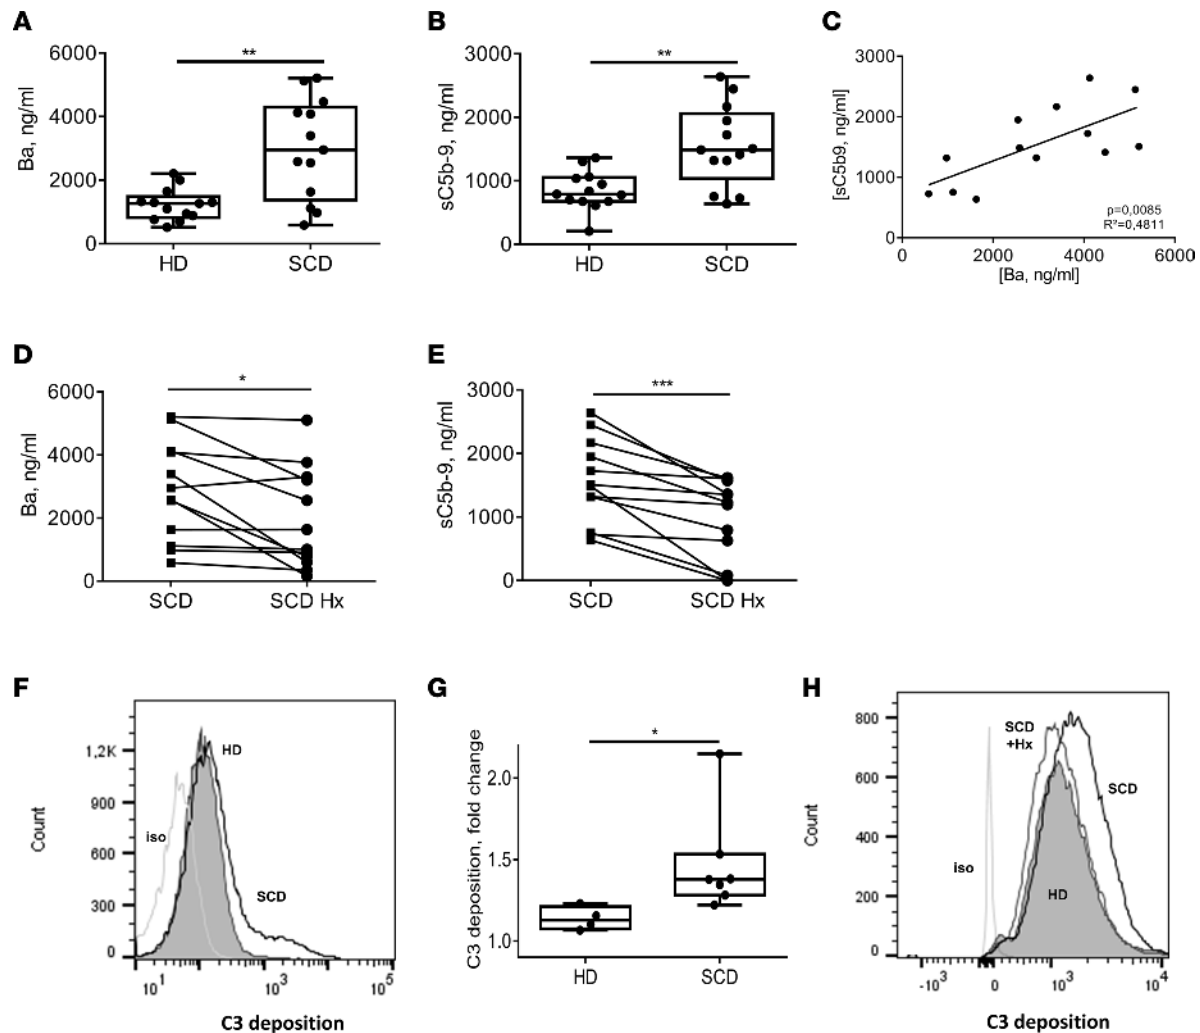 A
Ba, ng/ml
6000
4000
2000
0
**
HD
SCD
B
sC5b-9, ng/ml
3000
2000
1000
0
**
HD
SCD
C
[sC5b9, ng/ml]
3000
2000
1000
0
p=0,0085
R²=0,4811
0
2000
4000
6000
[Ba, ng/ml]
D
Ba, ng/ml
6000
4000
2000
0
*
SCD
SCD Hx
E
sC5b-9, ng/ml
3000
2000
1000
0
***
SCD
SCD Hx
F
Count
1,2K
900
600
300
0
HD
iso
SCD
10¹
10³
10⁵
C3 deposition
G
C3 deposition, fold change
2.0
1.5
1.0
*
HD
SCD
H
Count
800
600
400
200
0
SCD
+Hx
SCD
iso
HD
-10³
0
10³
10⁴
C3 deposition